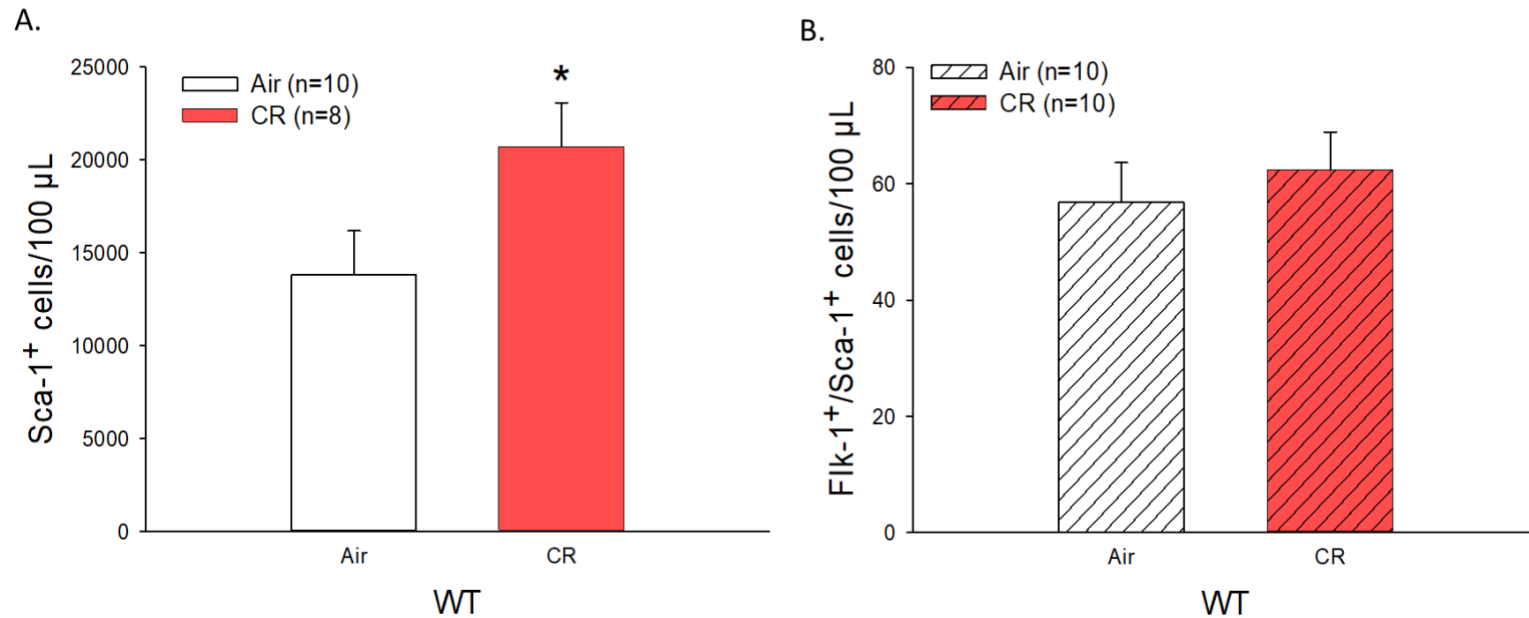 A.
Sca-1⁺ cells/100 µL
25000
20000
15000
10000
5000
0
Air (n=10)
CR (n=8)
*
Air
CR
WT
B.
Flk-1⁺/Sca-1⁺ cells/100 µL
80
60
40
20
0
Air (n=10)
CR (n=10)
Air
CR
WT